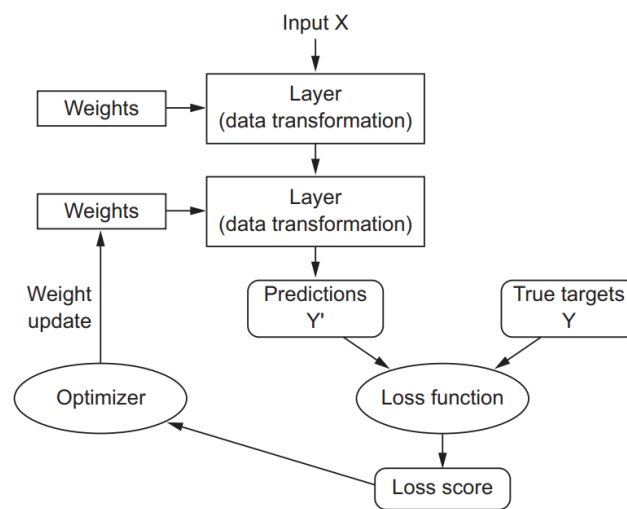 Input X
Weights
Layer
(data transformation)
Weights
Layer
(data transformation)
Weight
update
Predictions
Y'
True targets
Y
Optimizer
Loss function
Loss score